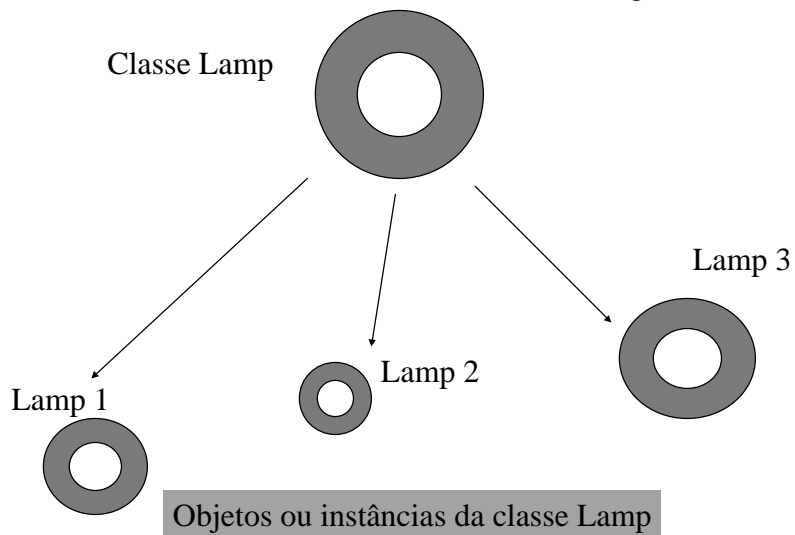 Classe Lamp
Lamp 3
Lamp 2
Lamp 1
Objetos ou instâncias da classe Lamp